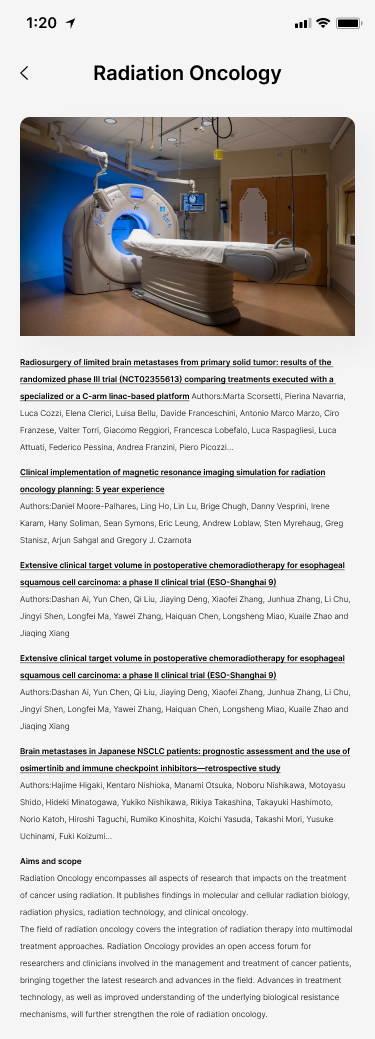 1:20
Radiation Oncology
Radiosurgery of limited brain metastases from primary solid tumor: results of the
randomized phase III trial (NCT02355613) comparing treatments executed with a
specialized or a C-arm linac-based platform Authors:Marta Scorsetti, Pierina Navarria,
Luca Cozzi, Elena Clerici, Luisa Bellu, Davide Franceschini, Antonio Marco Marzo, Ciro
Franzese, Valter Torri, Giacomo Reggiori, Francesca Lobefalo, Luca Raspagliesi, Luca
Attuati, Federico Pessina, Andrea Franzini, Piero Picozzi...
Clinical implementation of magnetic resonance imaging simulation for radiation
oncology planning: 5 year experience
Authors:Daniel Moore-Palhares, Ling Ho, Lin Lu, Brige Chugh, Danny Vesprini, Irene
Karam, Hany Soliman, Sean Symons, Eric Leung, Andrew Loblaw, Sten Myrehaug, Greg
Stanisz, Arjun Sahgal and Gregory J. Czarnota
Extensive clinical target volume in postoperative chemoradiotherapy for esophageal
squamous cell carcinoma: a phase II clinical trial (ESO-Shanghai 9)
Authors:Dashan Ai, Yun Chen, Qi Liu, Jiaying Deng, Xiaofei Zhang, Junhua Zhang, Li Chu,
Jingyi Shen, Longfei Ma, Yawei Zhang, Haiquan Chen, Longsheng Miao, Kuaile Zhao and
Jiaqing Xiang
Extensive clinical target volume in postoperative chemoradiotherapy for esophageal
squamous cell carcinoma: a phase II clinical trial (ESO-Shanghai 9)
Authors:Dashan Ai, Yun Chen, Qi Liu, Jiaying Deng, Xiaofei Zhang, Junhua Zhang, Li Chu,
Jingyi Shen, Longfei Ma, Yawei Zhang, Haiquan Chen, Longsheng Miao, Kuaile Zhao and
Jiaqing Xiang
Brain metastases in Japanese NSCLC patients: prognostic assessment and the use of
osimertinib and immune checkpoint inhibitors—retrospective study
Authors:Hajime Higaki, Kentaro Nishioka, Manami Otsuka, Noboru Nishikawa, Motoyasu
Shido, Hideki Minatogawa, Yukiko Nishikawa, Rikiya Takashina, Takayuki Hashimoto,
Norio Katoh, Hiroshi Taguchi, Rumiko Kinoshita, Koichi Yasuda, Takashi Mori, Yusuke
Uchinami, Fuki Koizumi...
Aims and scope
Radiation Oncology encompasses all aspects of research that impacts on the treatment
of cancer using radiation. It publishes findings in molecular and cellular radiation biology,
radiation physics, radiation technology, and clinical oncology.
The field of radiation oncology covers the integration of radiation therapy into multimodal
treatment approaches. Radiation Oncology provides an open access forum for
researchers and clinicians involved in the management and treatment of cancer patients,
bringing together the latest research and advances in the field. Advances in treatment
technology, as well as improved understanding of the underlying biological resistance
mechanisms, will further strengthen the role of radiation oncology.